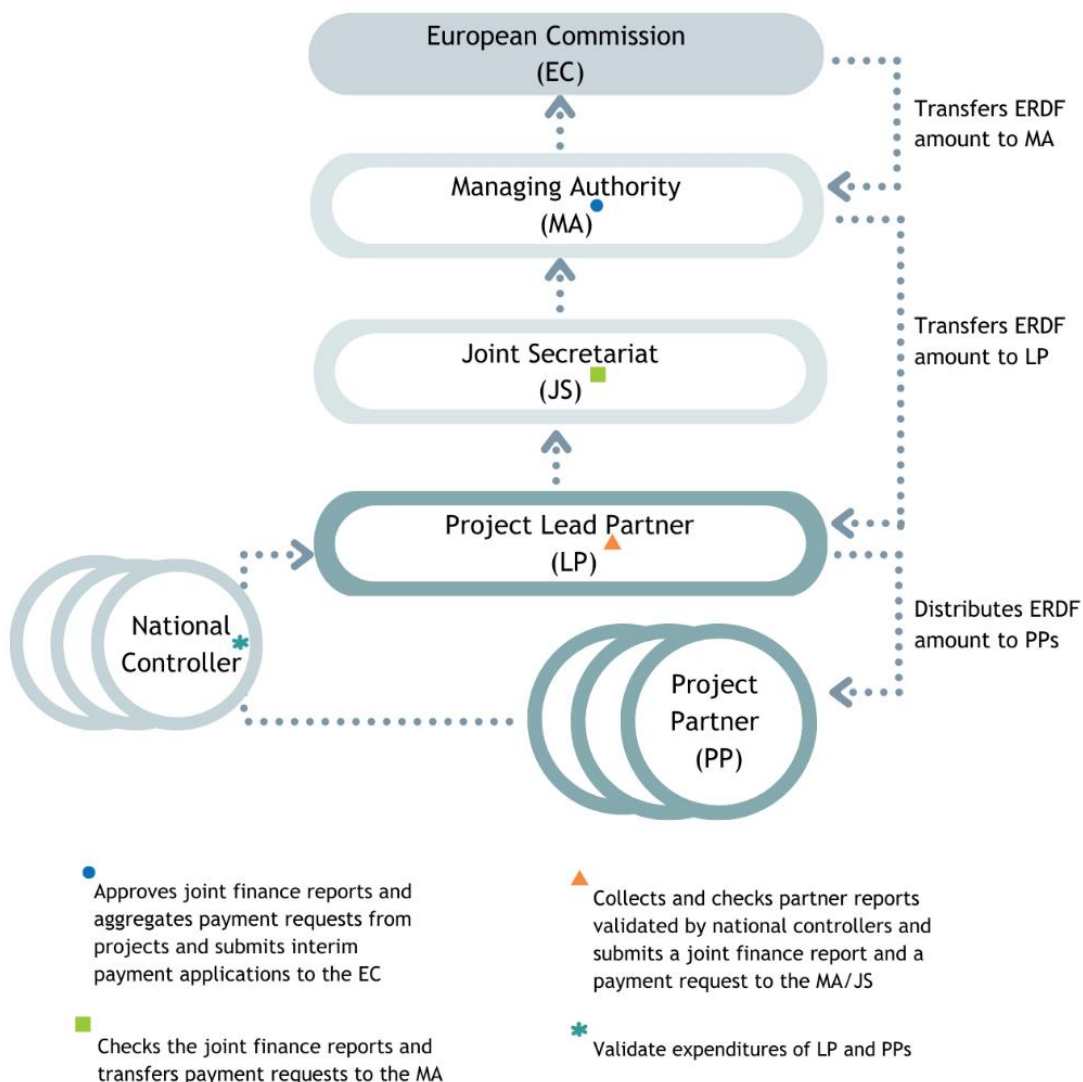 European Commission
(EC)
Transfers ERDF
amount to MA
Managing Authority
(MA)
Transfers ERDF
amount to LP
Joint Secretariat
(JS)
Project Lead Partner
(LP)
National
Controller
Distributes ERDF
amount to PPs
Project
Partner
(PP)
Approves joint finance reports and
aggregates payment requests from
projects and submits interim
payment applications to the EC
Collects and checks partner reports
validated by national controllers and
submits a joint finance report and a
payment request to the MA/JS
Checks the joint finance reports and
transfers payment requests to the MA
Validate expenditures of LP and PPs